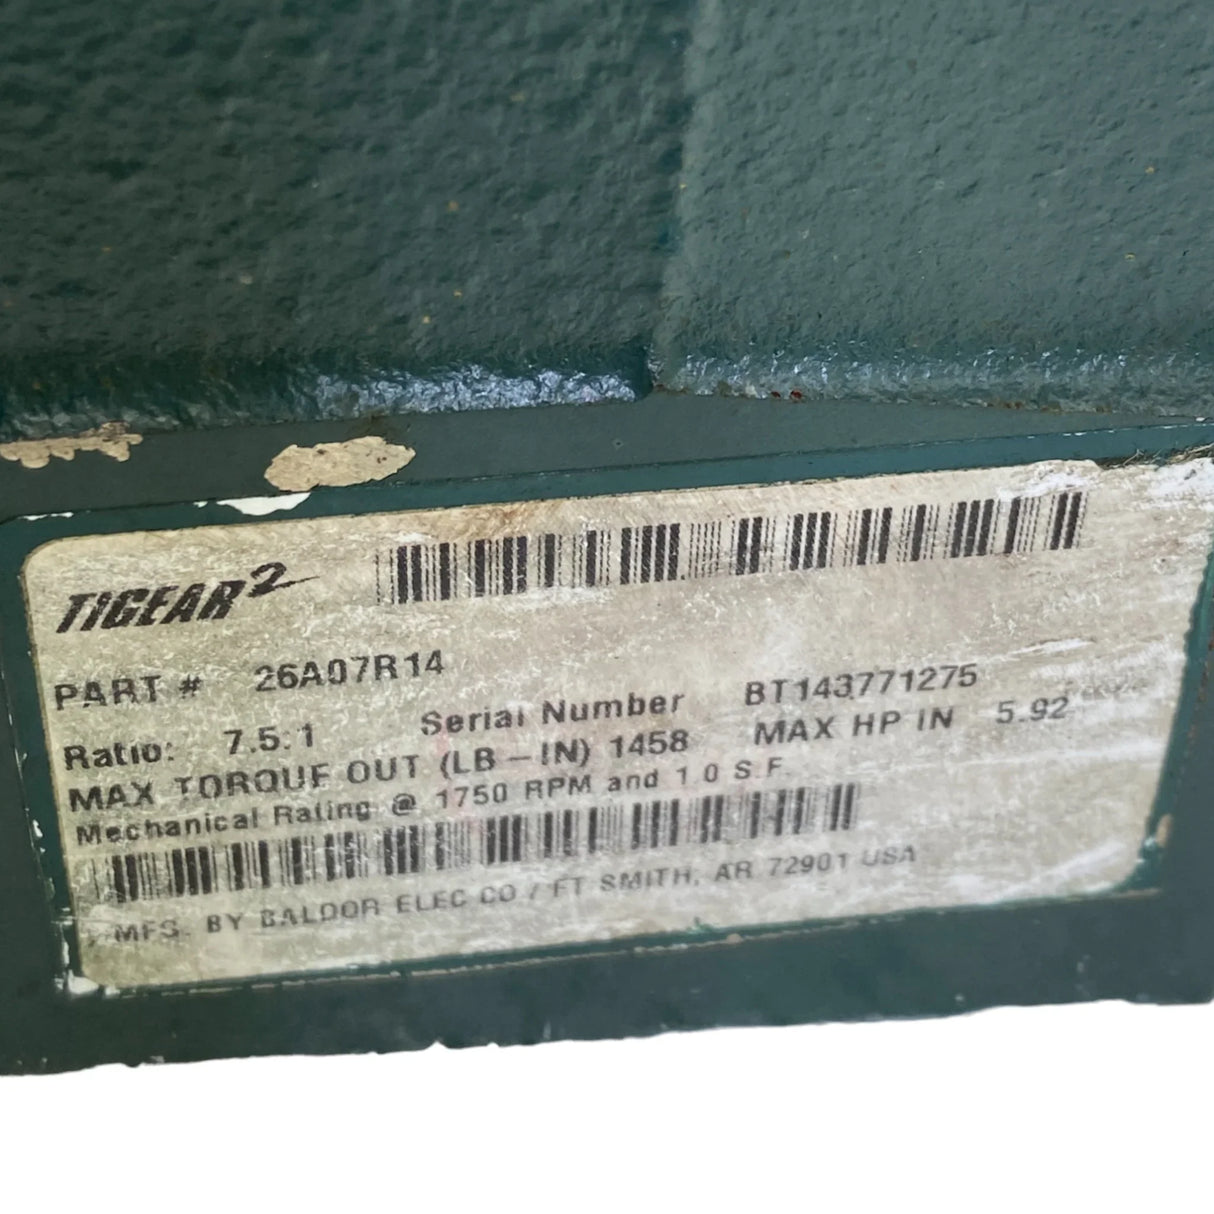 TIGEAR2
PART # 26A07R14
Ratio: 7.5:1 Serial Number BT143771275
MAX TORQUE OUT (LB-IN) 1458 MAX HP IN 5.92
Mechanical Rating @ 1750 RPM and 1.0 S.F.
MFS. BY BALDOR ELEC CO / FT SMITH, AR 72901 USA